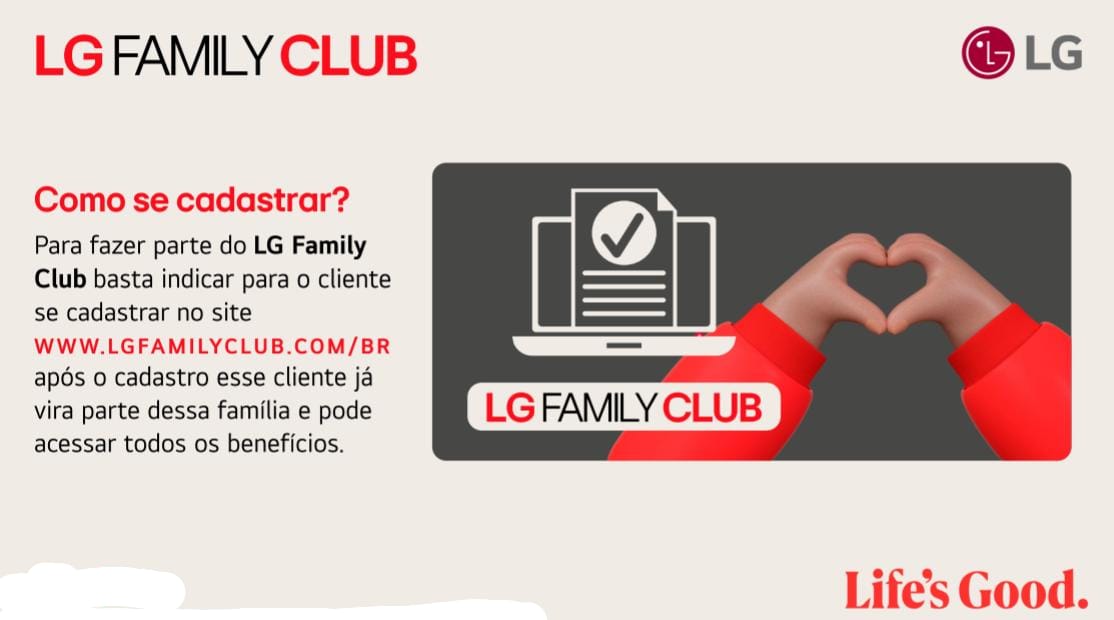 LG FAMILY CLUB
LG
Como se cadastrar?
Para fazer parte do LG Family
Club basta indicar para o cliente
se cadastrar no site
WWW.LGFAMILYCLUB.COM/BR
após o cadastro esse cliente já
vira parte dessa família e pode
acessar todos os benefícios.
LG FAMILY CLUB
Life's Good.